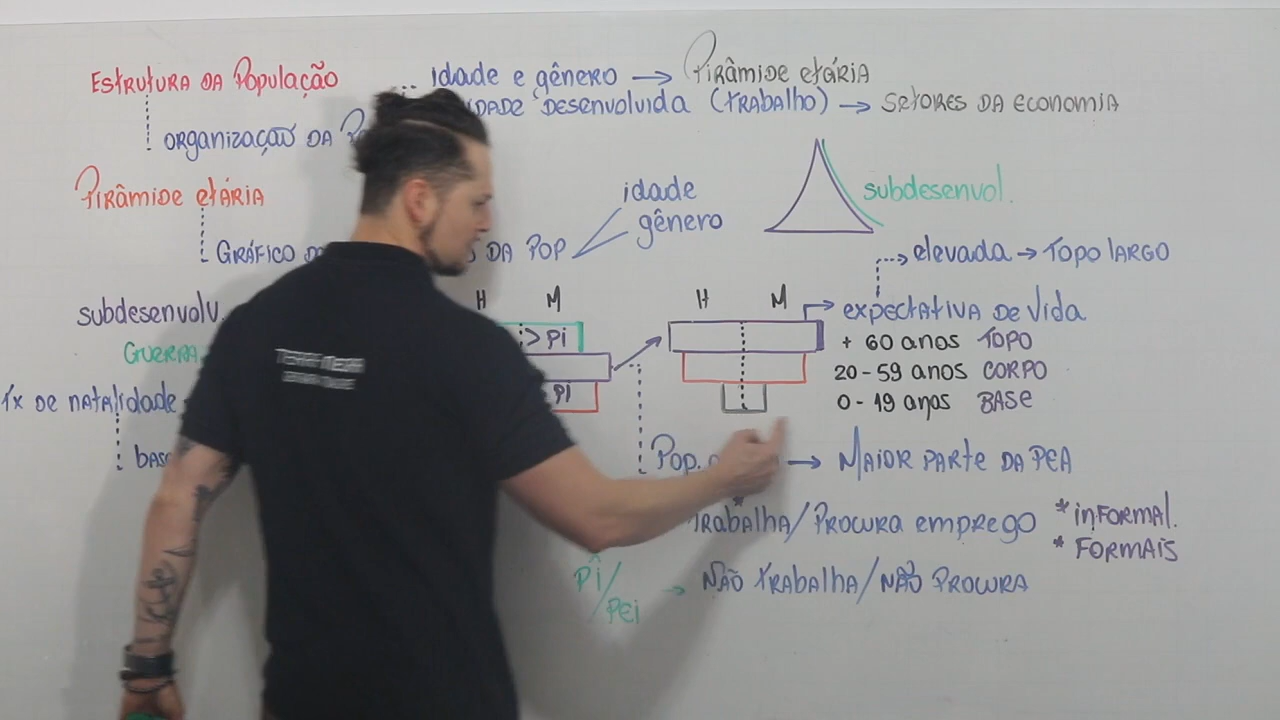 Estrutura da População
idade e gênero → Pirâmide etária
idade desenvolvida (trabalho) → setores da economia
organização da
Pirâmide etária
idade
gênero
subdesenvol.
Gráfico
da pop
elevada → topo largo
subdesenvolv.
H M
H M
expectativa de vida
Guerra
> pi
+ 60 anos topo
20 - 59 anos corpo
tx de natalidade
pi
0 - 19 anos base
Pop.
→ Maior parte da PEA
* trabalha/procura emprego
* informal.
* formais
pi/
pei
→ não trabalha/não procura